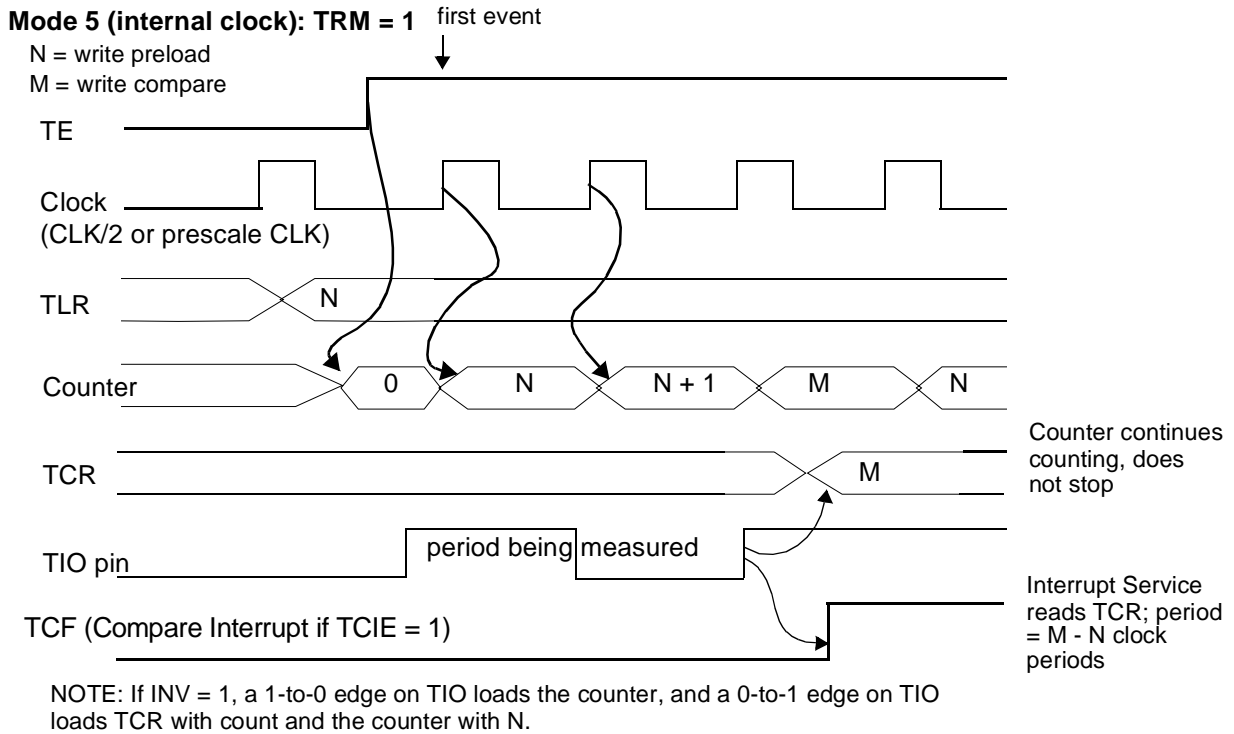 Mode 5 (internal clock): TRM = 1
first event
N = write preload
M = write compare
TE
Clock
(CLK/2 or prescale CLK)
TLR
N
Counter
0
N
N + 1
M
N
TCR
M
Counter continues
counting, does
not stop
TIO pin
period being measured
TCF (Compare Interrupt if TCIE = 1)
Interrupt Service
reads TCR; period
= M - N clock
periods
NOTE: If INV = 1, a 1-to-0 edge on TIO loads the counter, and a 0-to-1 edge on TIO
loads TCR with count and the counter with N.